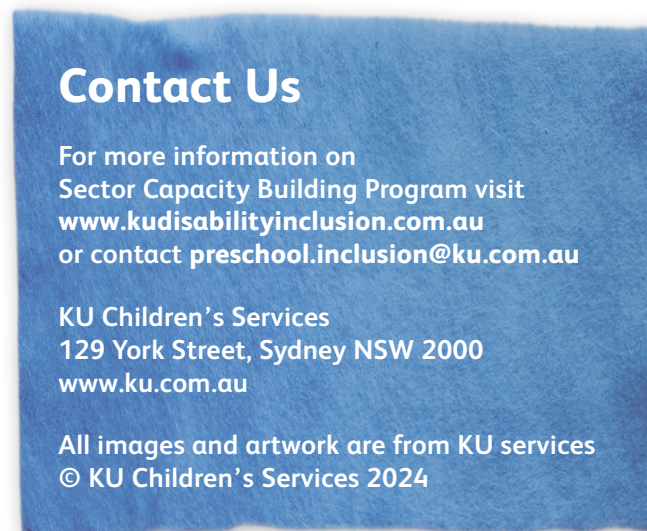 Contact Us
For more information on
Sector Capacity Building Program visit
www.kudisabilityinclusion.com.au
or contact preschool.inclusion@ku.com.au
KU Children’s Services
129 York Street, Sydney NSW 2000
www.ku.com.au
All images and artwork are from KU services
© KU Children’s Services 2024